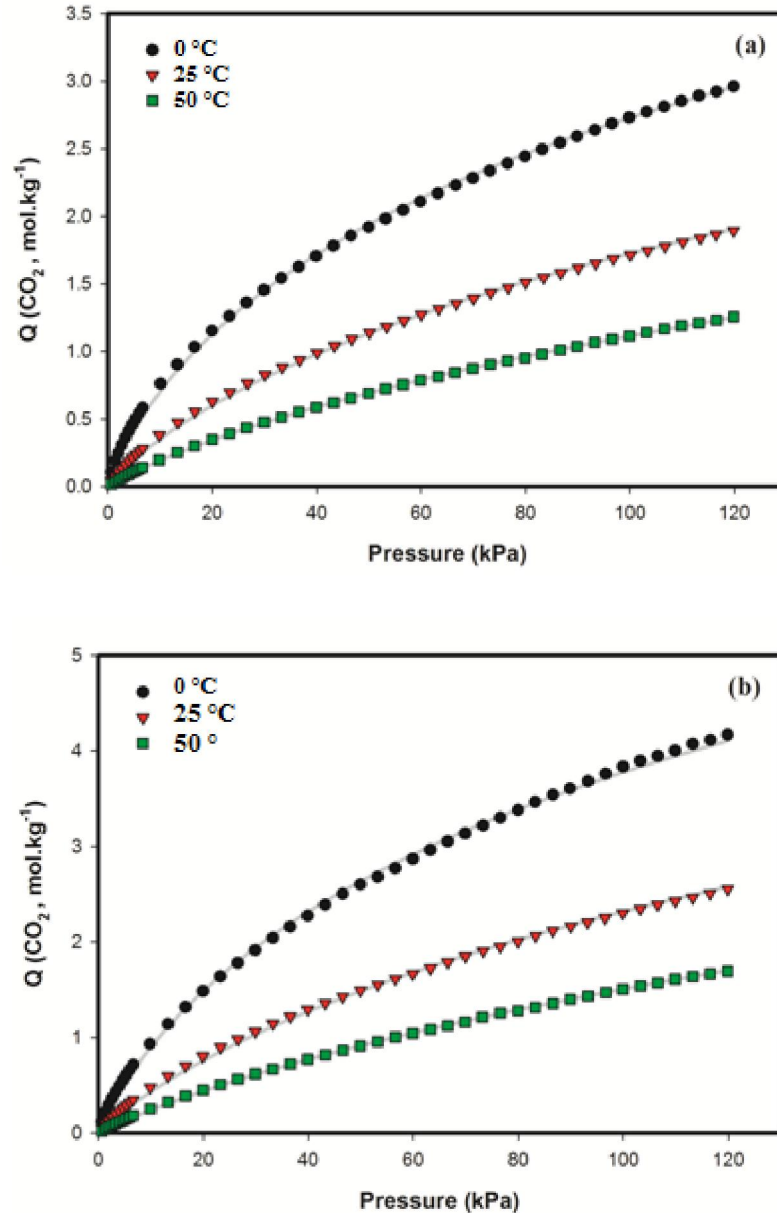 (a)
0 °C
25 °C
50 °C
3.5
3.0
2.5
2.0
1.5
1.0
0.5
0.0
Q (CO2 , mol.kg-1)
0 20 40 60 80 100 120
Pressure (kPa)
(b)
0 °C
25 °C
50 °
5
4
3
2
1
0
Q (CO2 , mol.kg-1)
0 20 40 60 80 100 120
Pressure (kPa)